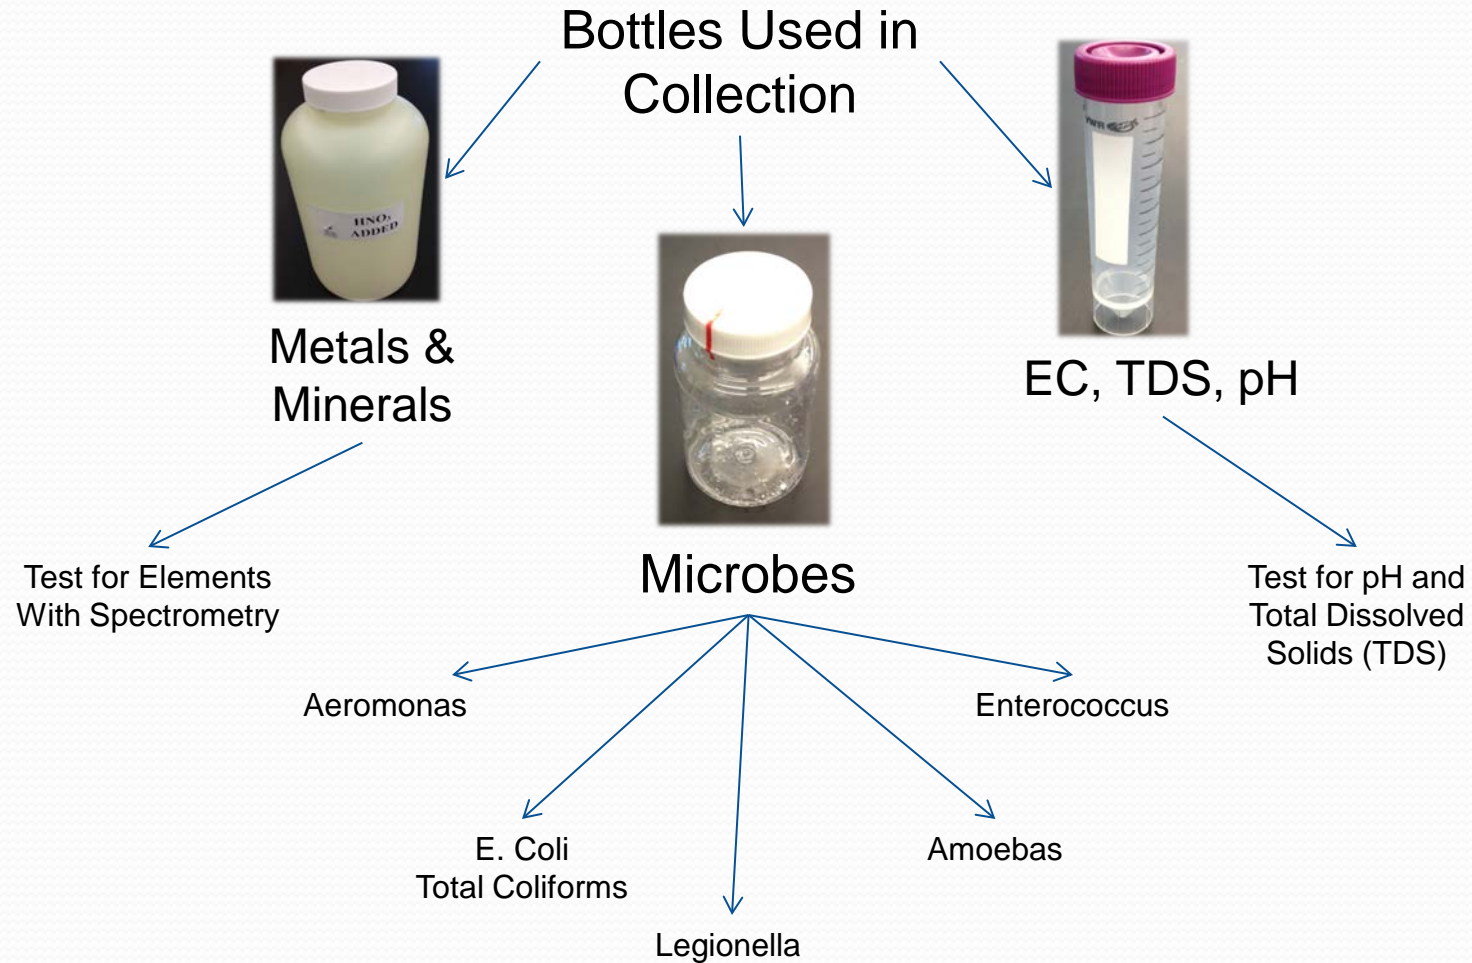 Bottles Used in
Collection
HNO₃
ADDED
VWR
Metals &
Minerals
EC, TDS, pH
Microbes
Test for Elements
With Spectrometry
Test for pH and
Total Dissolved
Solids (TDS)
Aeromonas
Enterococcus
E. Coli
Total Coliforms
Amoebas
Legionella